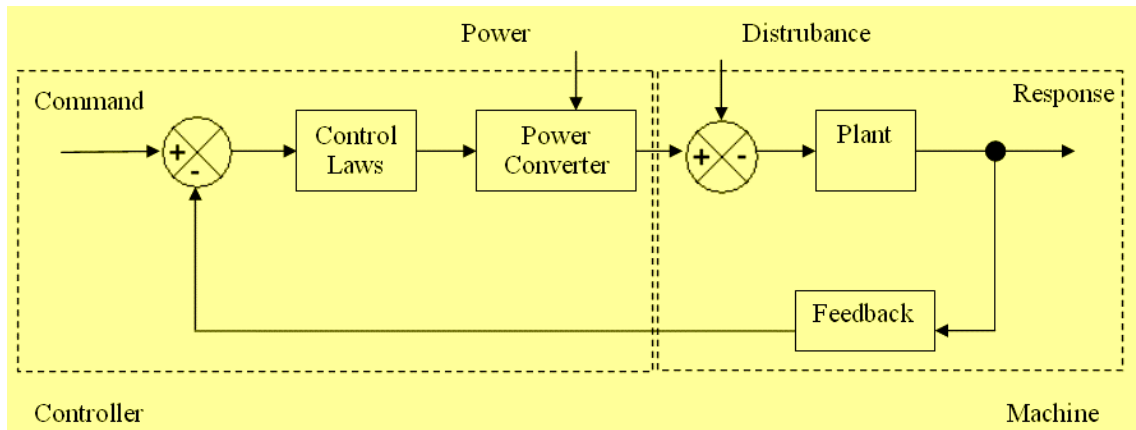 Power
Distrubance
Command
Response
+
-
Control
Laws
Power
Converter
+ -
Plant
Feedback
Controller
Machine